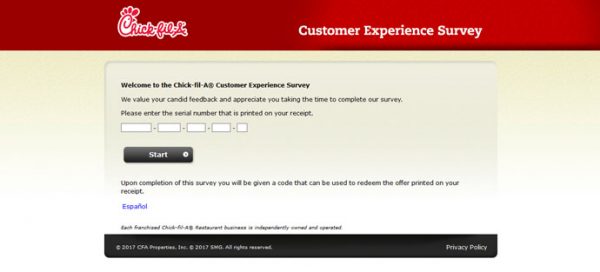 Chick-fil-A
Customer Experience Survey
Welcome to the Chick-fil-A® Customer Experience Survey
We value your candid feedback and appreciate you taking the time to complete our survey.
Please enter the serial number that is printed on your receipt.
- - - -
Start
Upon completion of this survey you will be given a code that can be used to redeem the offer printed on your
receipt.
Español
Each franchised Chick-fil-A® Restaurant business is independently owned and operated.
© 2017 CFA Properties, Inc. © 2017 SMG. All rights reserved.
Privacy Policy